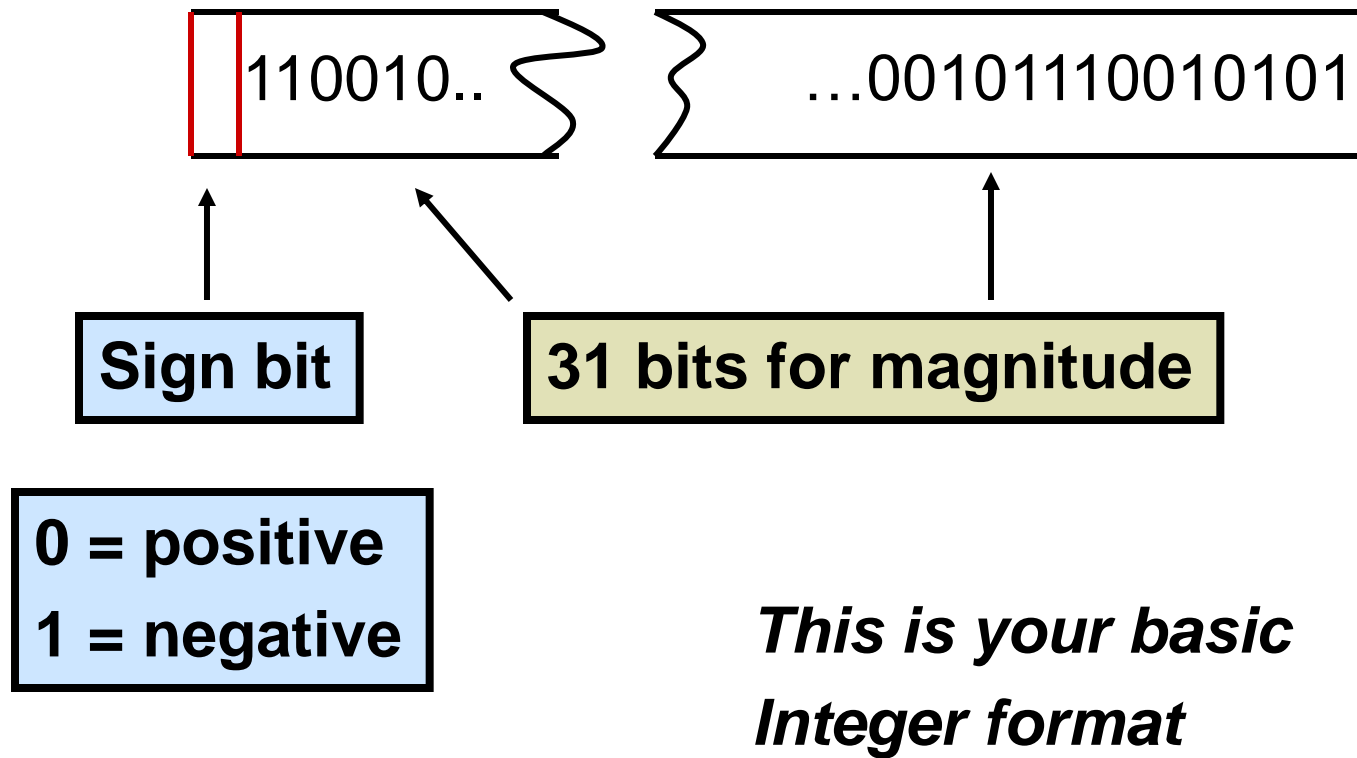 110010.. …00101110010101
Sign bit 31 bits for magnitude
0 = positive
1 = negative
This is your basic
Integer format